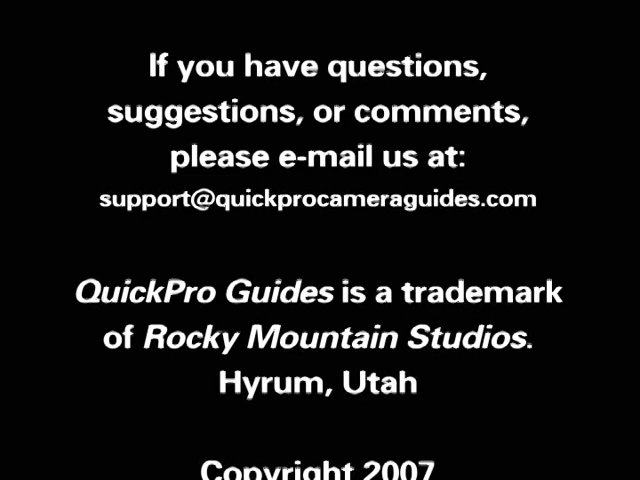 If you have questions,
suggestions, or comments,
please e-mail us at:
support@quickprocameraguides.com
QuickPro Guides is a trademark
of Rocky Mountain Studios.
Hyrum, Utah
Copyright 2007